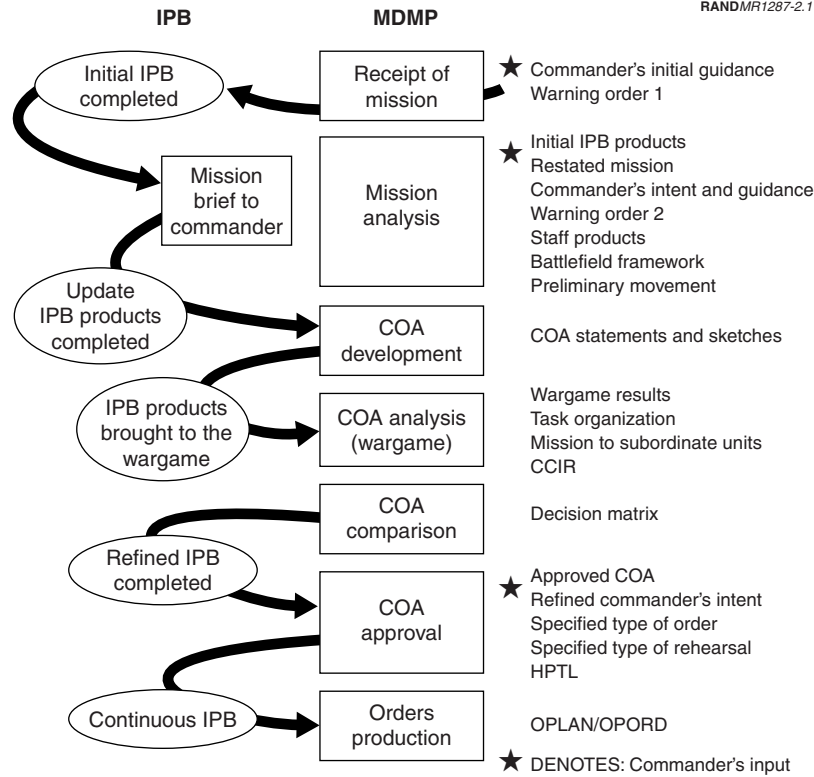 RANDMR1287-2.1
IPB
MDMP
Initial IPB
completed
Receipt of
mission
★ Commander's initial guidance
Warning order 1
Mission
brief to
commander
Mission
analysis
★ Initial IPB products
Restated mission
Commander's intent and guidance
Warning order 2
Staff products
Battlefield framework
Preliminary movement
Update
IPB products
completed
COA
development
COA statements and sketches
IPB products
brought to the
wargame
COA analysis
(wargame)
Wargame results
Task organization
Mission to subordinate units
CCIR
COA
comparison
Decision matrix
Refined IPB
completed
COA
approval
★ Approved COA
Refined commander's intent
Specified type of order
Specified type of rehearsal
HPTL
Continuous IPB
Orders
production
OPLAN/OPORD
★ DENOTES: Commander's input